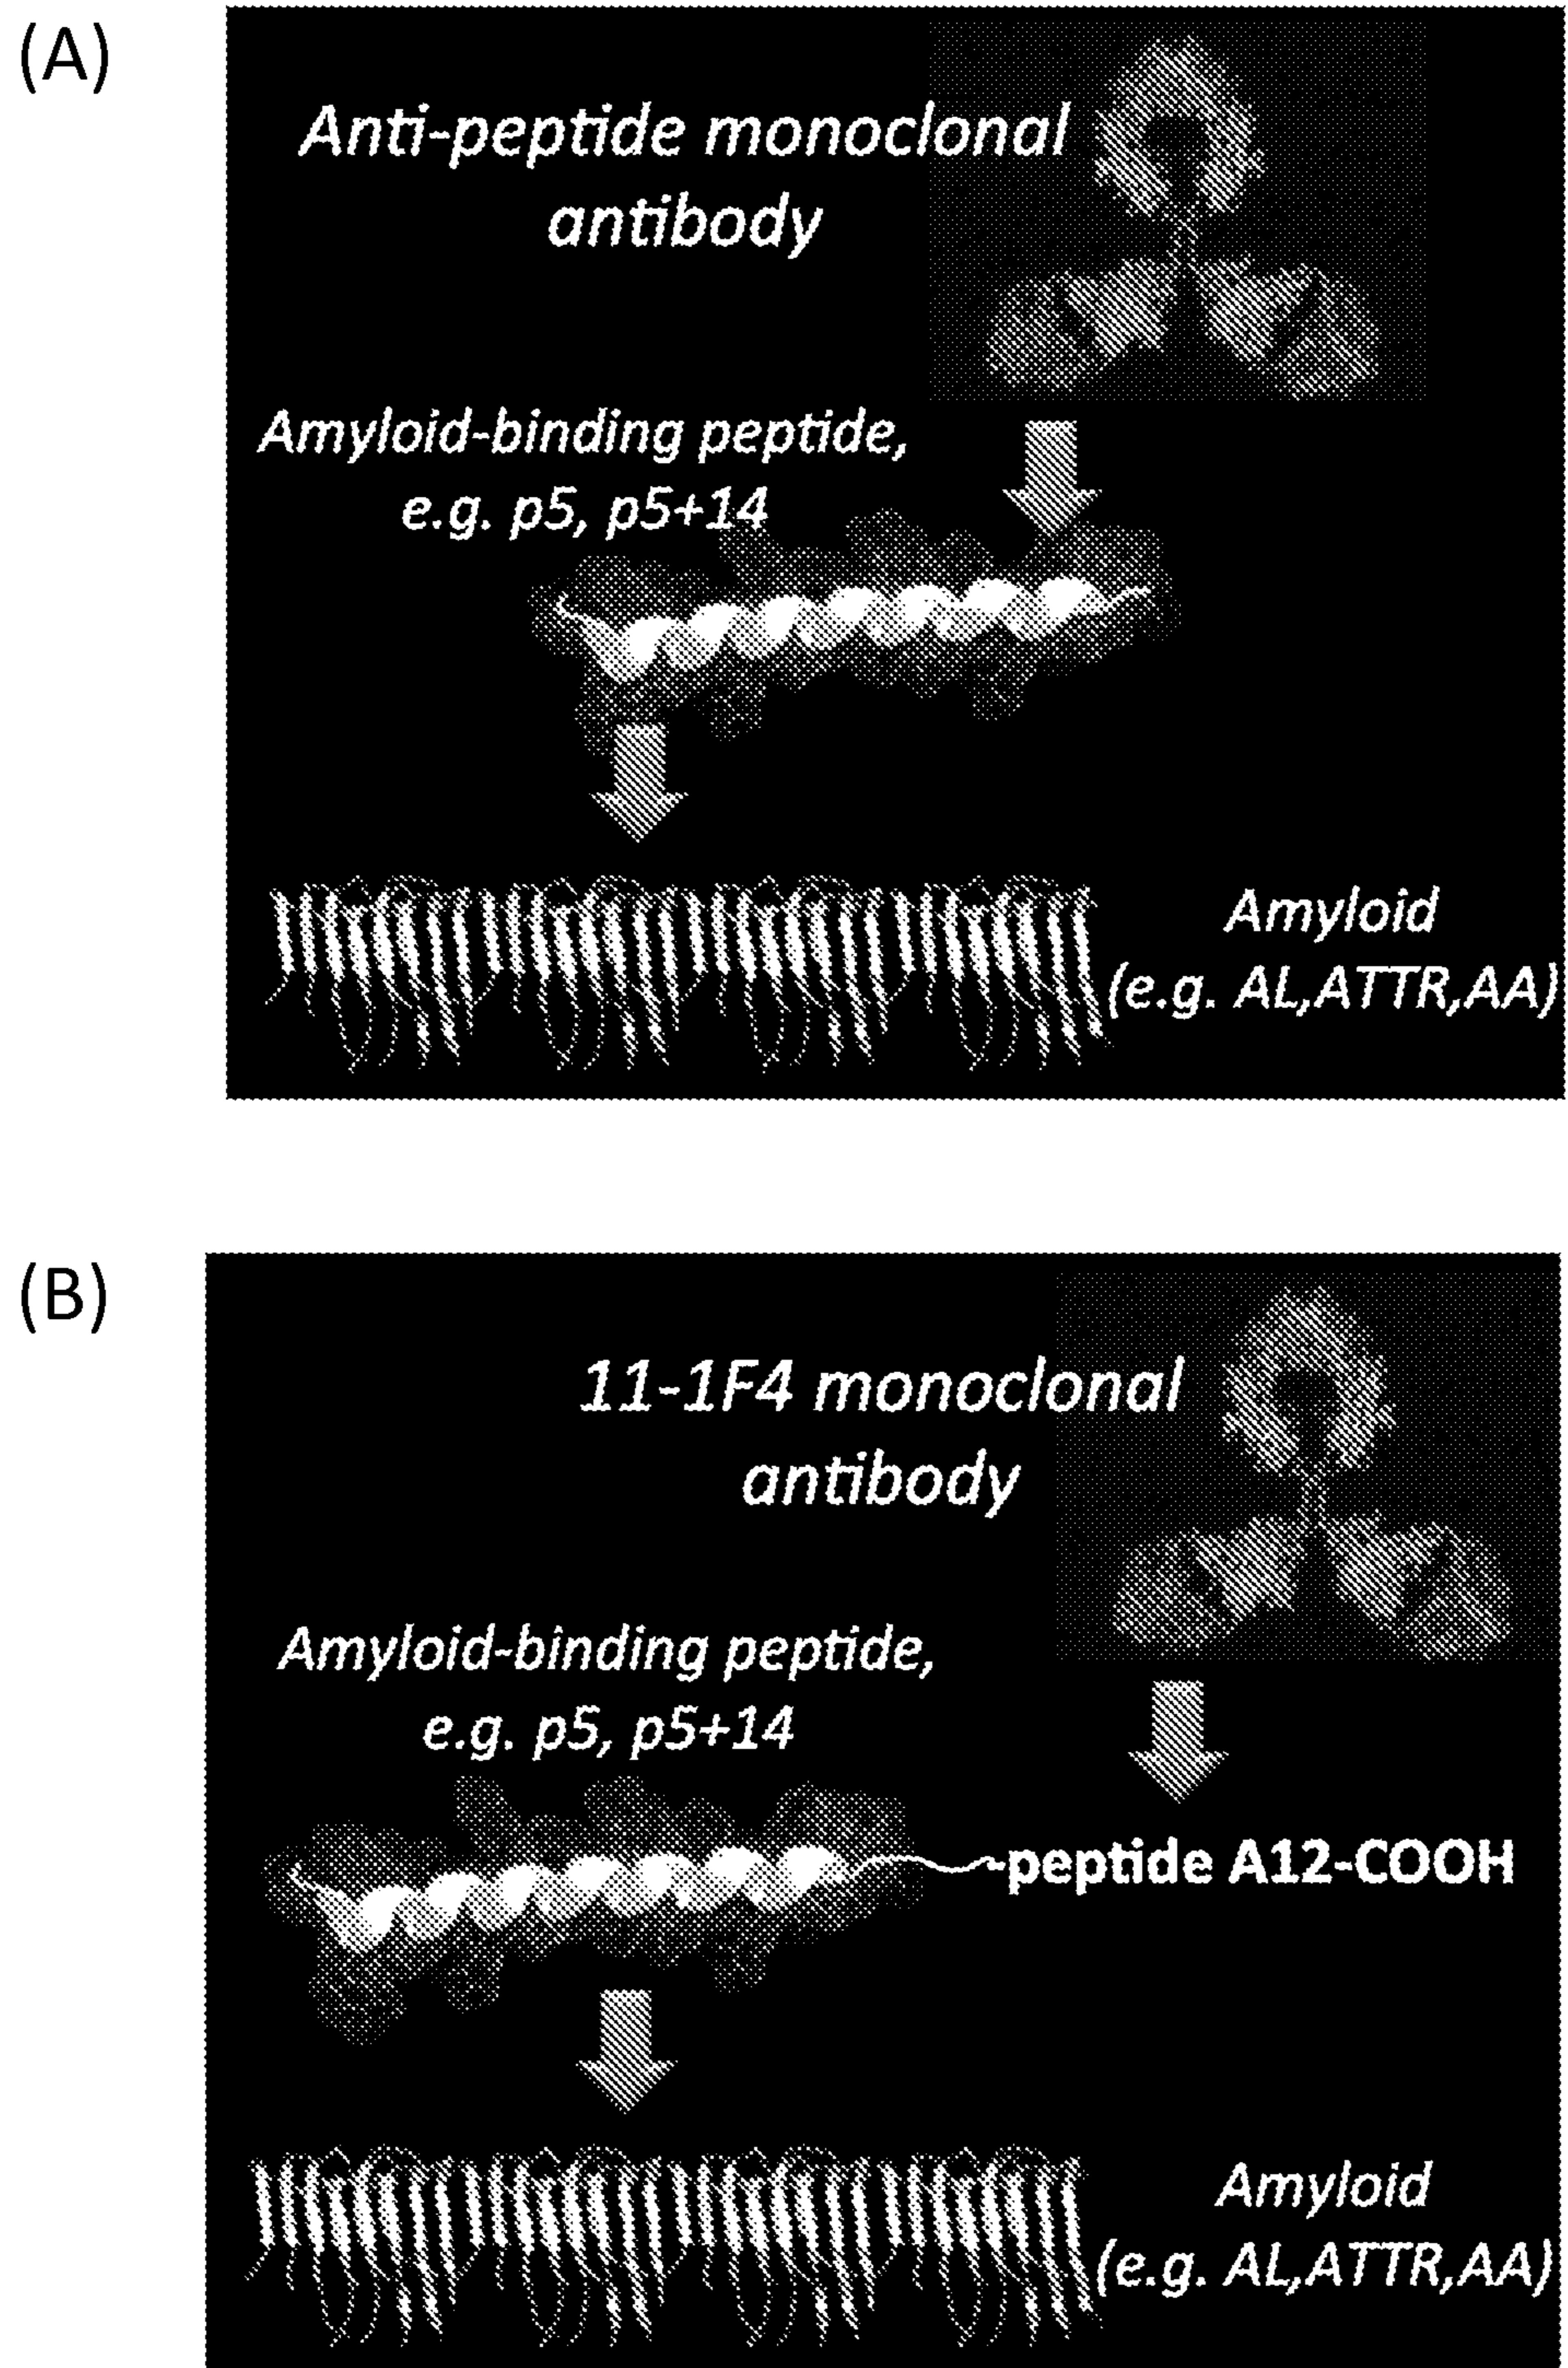 (A)
Anti-peptide monoclonal
antibody
Amyloid-binding peptide,
e.g. p5, p5+14
Amyloid
(e.g. AL,ATTR,AA)
(B)
11-1F4 monoclonal
antibody
Amyloid-binding peptide,
e.g. p5, p5+14
-peptide A12-COOH
Amyloid
(e.g. AL,ATTR,AA)